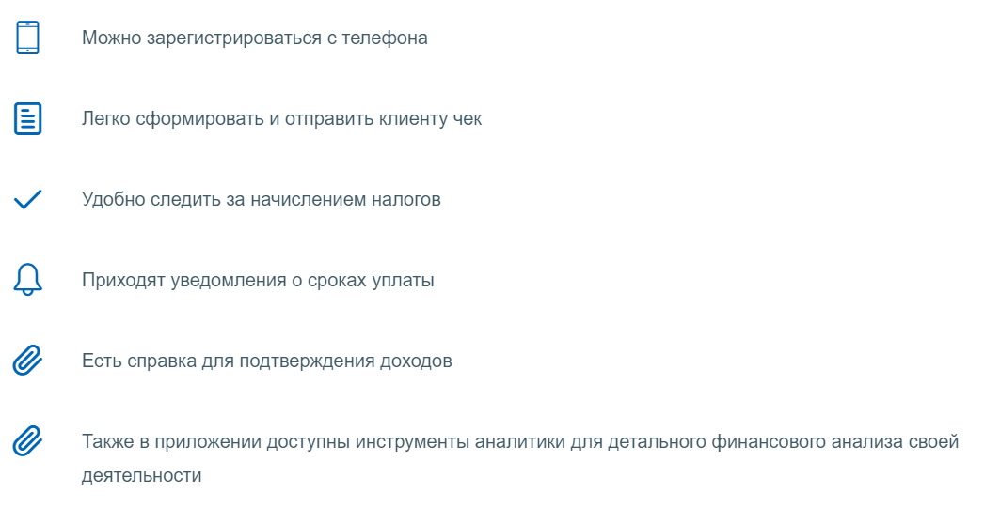 Можно зарегистрироваться с телефона
Легко сформировать и отправить клиенту чек
Удобно следить за начислением налогов
Приходят уведомления о сроках уплаты
Есть справка для подтверждения доходов
Также в приложении доступны инструменты аналитики для детального финансового анализа своей
деятельности